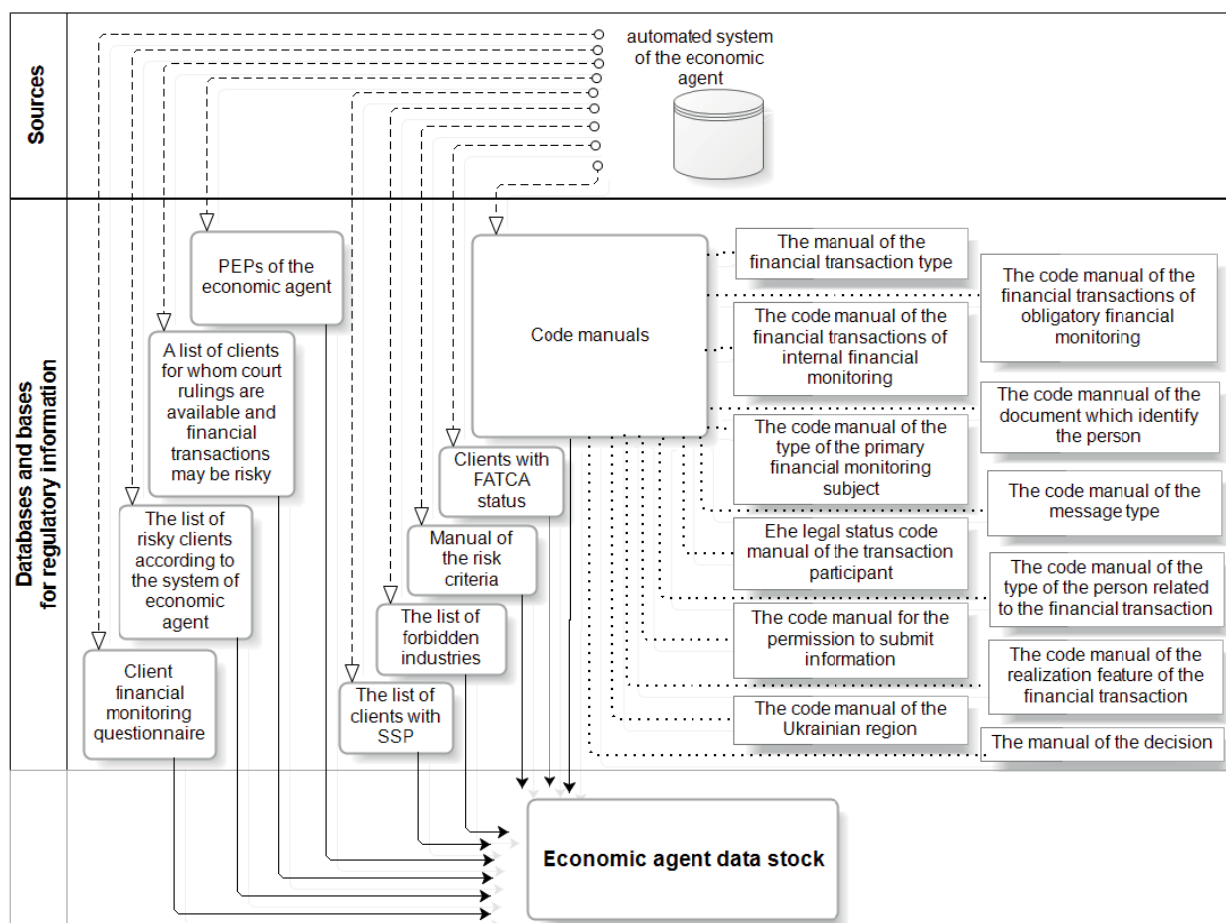 Sources
automated system
of the economic
agent
Databases and bases
for regulatory information
PEPs of the
economic agent
A list of clients
for whom court
rulings are
available and
financial
transactions
may be risky
The list of
risky clients
according to
the system of
economic
agent
Client
financial
monitoring
questionnaire
Clients with
FATCA
status
Manual of
the risk
criteria
The list of
forbidden
industries
The list of
clients with
SSP
Code manuals
The manual of the
financial transaction type
The code manual of the
financial transactions of
obligatory financial
monitoring
The code manual of the
financial transactions of
internal financial
monitoring
The code mannual of the
document which identify
the person
The code manual of the
type of the primary
financial monitoring
subject
The code manual of the
message type
Ehe legal status code
manual of the transaction
participant
The code manual of the
type of the person related
to the financial transaction
The code manual for the
permission to submit
information
The code manual of the
realization feature of the
financial transaction
The code manual of the
Ukrainian region
The manual of the decision
Economic agent data stock